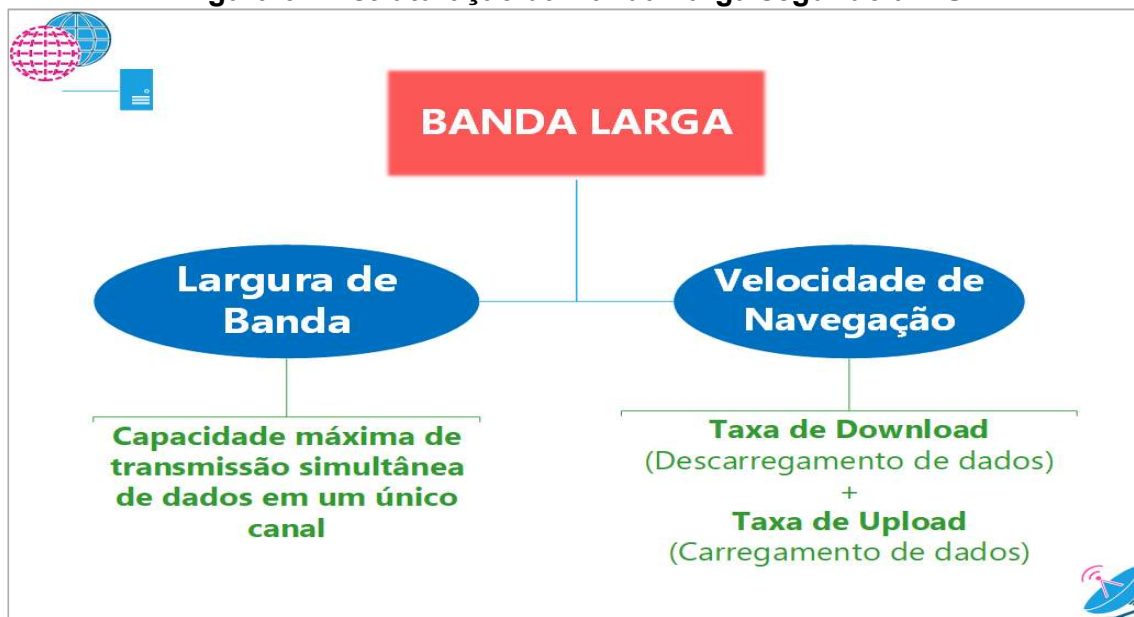 BANDA LARGA
Largura de
Banda
Velocidade de
Navegação
Capacidade máxima de
transmissão simultânea
de dados em um único
canal
Taxa de Download
(Descarregamento de dados)
+
Taxa de Upload
(Carregamento de dados)